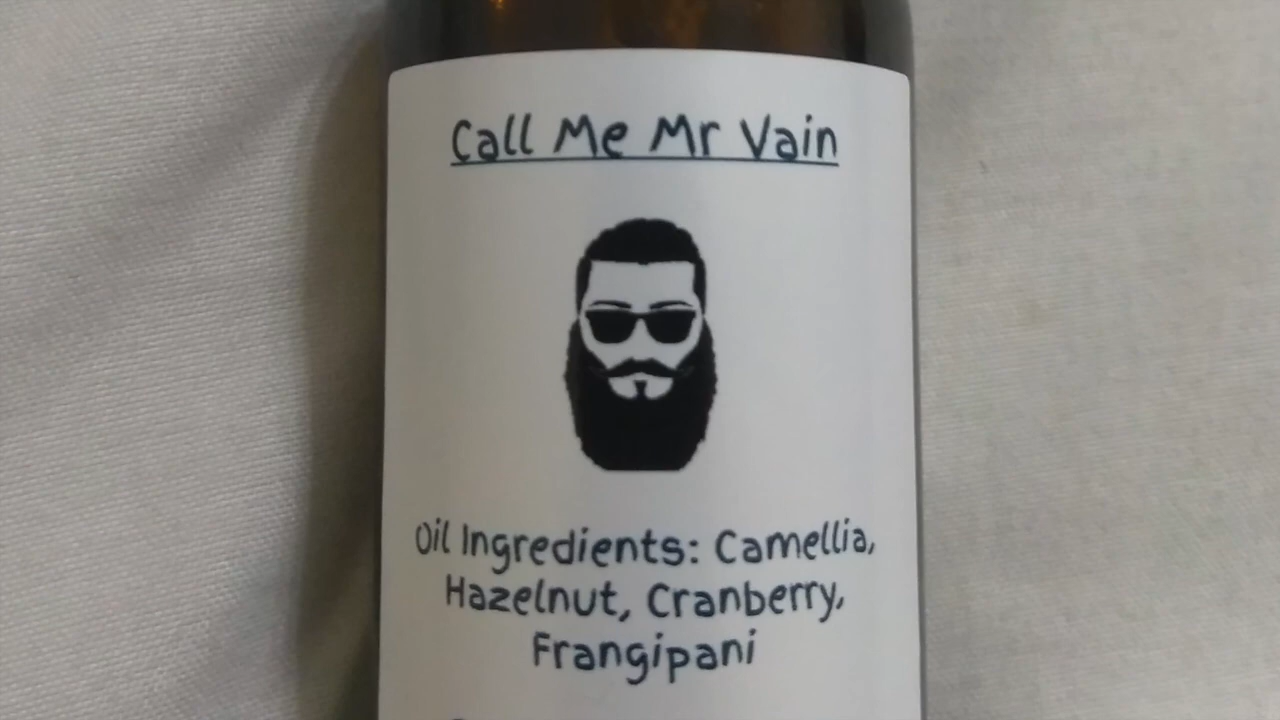 Call Me Mr Vain
Oil Ingredients: Camellia,
Hazelnut, Cranberry,
Frangipani